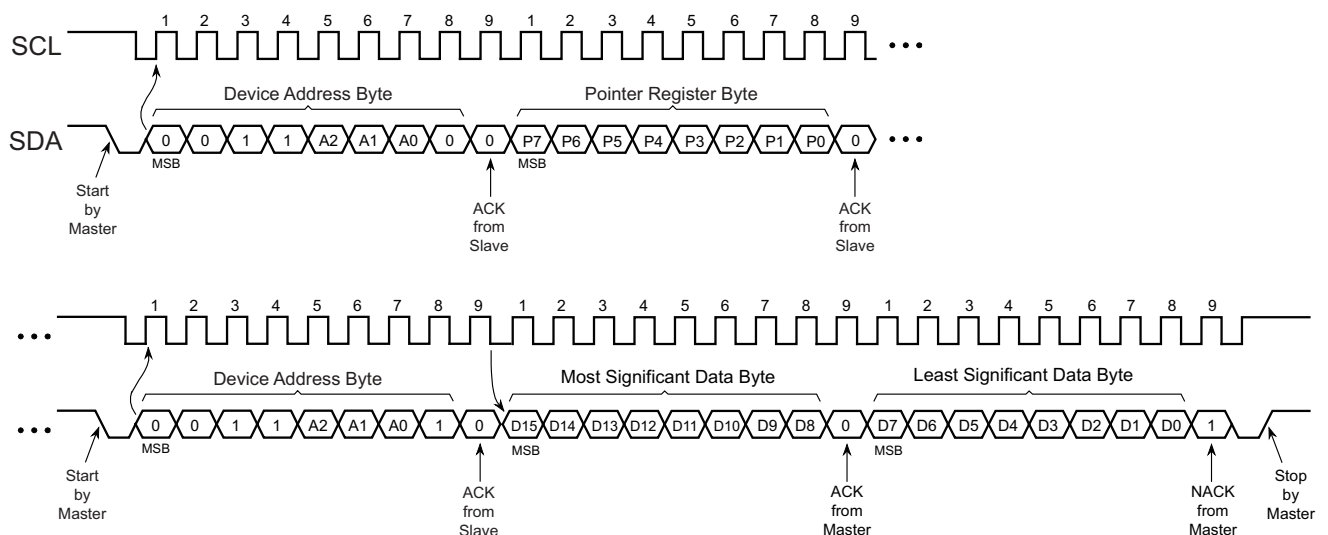 1 2 3 4 5 6 7 8 9 1 2 3 4 5 6 7 8 9
SCL
•••
Device Address Byte Pointer Register Byte
SDA 0 0 1 1 A2 A1 A0 0 0 P7 P6 P5 P4 P3 P2 P1 P0 0 •••
MSB MSB
Start
by
Master
ACK
from
Slave
ACK
from
Slave
1 2 3 4 5 6 7 8 9 1 2 3 4 5 6 7 8 9 1 2 3 4 5 6 7 8 9
•••
Device Address Byte Most Significant Data Byte Least Significant Data Byte
••• 0 0 1 1 A2 A1 A0 1 0 D15 D14 D13 D12 D11 D10 D9 D8 0 D7 D6 D5 D4 D3 D2 D1 D0 1
MSB MSB MSB
Start
by
Master
ACK
from
Slave
ACK
from
Master
NACK
from
Master
Stop
by
Master